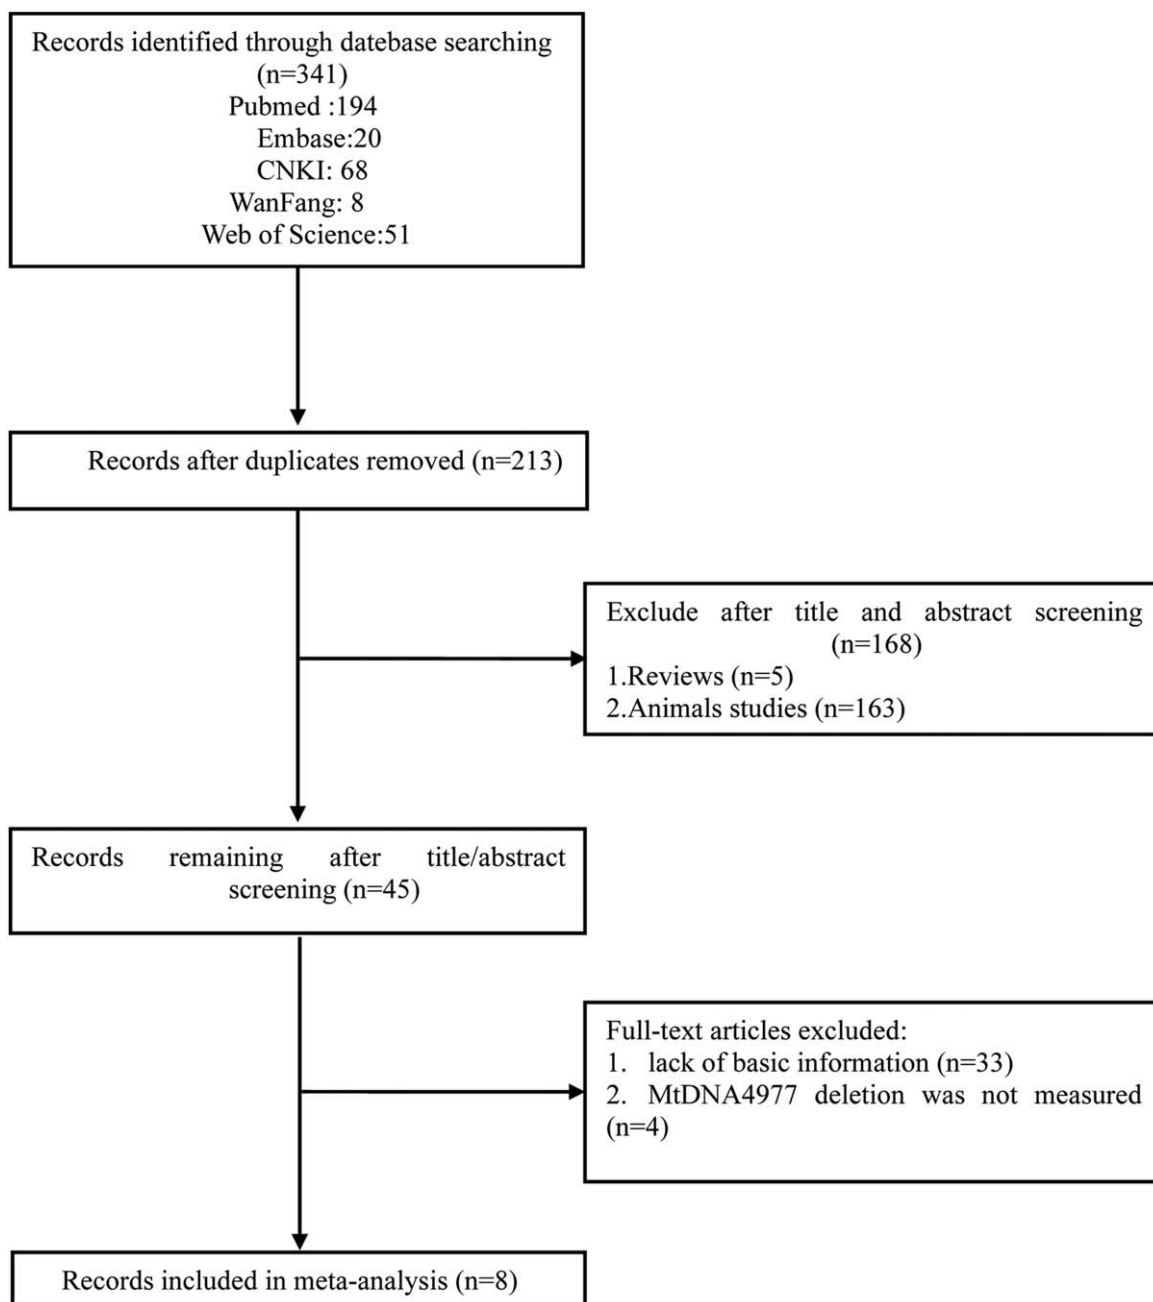 Records identified through datebase searching
(n=341)
Pubmed :194
Embase:20
CNKI: 68
WanFang: 8
Web of Science:51
Records after duplicates removed (n=213)
Exclude after title and abstract screening
(n=168)
1.Reviews (n=5)
2.Animals studies (n=163)
Records remaining after title/abstract
screening (n=45)
Full-text articles excluded:
1. lack of basic information (n=33)
2. MtDNA4977 deletion was not measured
(n=4)
Records included in meta-analysis (n=8)